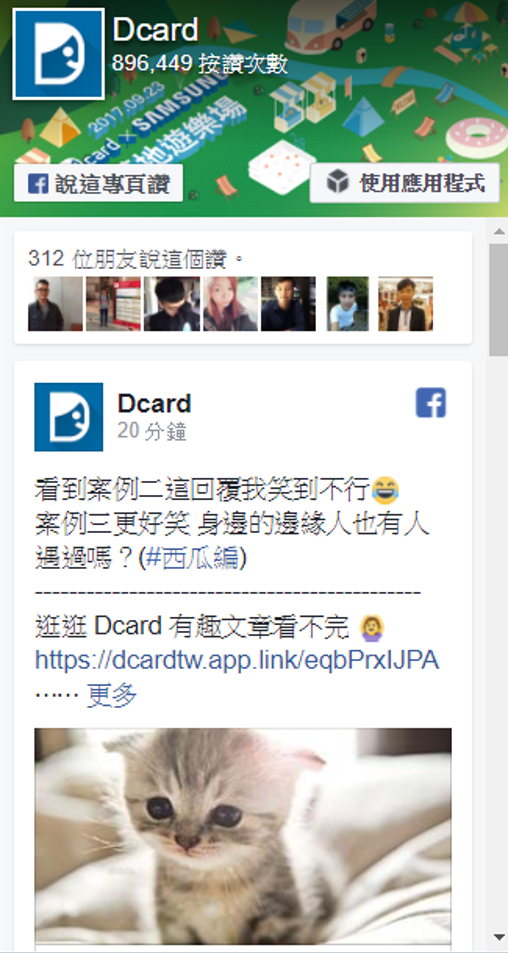 Dcard
896,449 按讚次數
2017.09.23
Dcard × SAMSUNG
地遊樂場
說這專頁讚
使用應用程式
312 位朋友說這個讚。
Dcard
20 分鐘
看到案例二這回覆我笑到不行😂
案例三更好笑 身邊的邊緣人也有人
遇過嗎？(#西瓜編)
---------------------------------------------
逛逛 Dcard 有趣文章看不完 🙆
https://dcardtw.app.link/eqbPrxIJPA
…… 更多